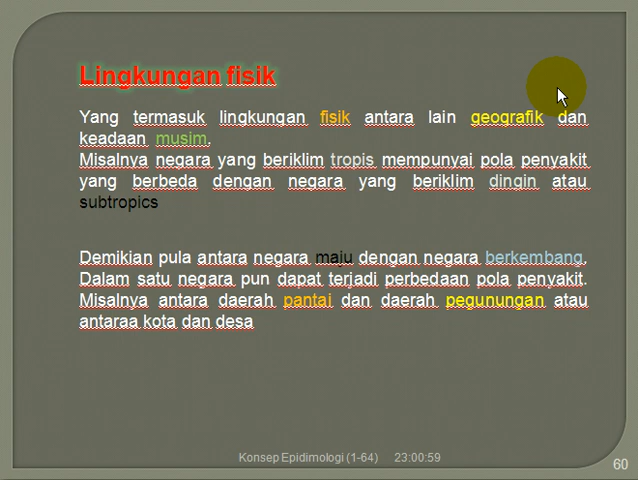 Lingkungan fisik
Yang termasuk lingkungan fisik antara lain geografik dan
keadaan musim.
Misalnya negara yang beriklim tropis mempunyai pola penyakit
yang berbeda dengan negara yang beriklim dingin atau
subtropics
Demikian pula antara negara maju dengan negara berkembang.
Dalam satu negara pun dapat terjadi perbedaan pola penyakit.
Misalnya antara daerah pantai dan daerah pegunungan atau
antaraa kota dan desa
Konsep Epidimologi (1-64) 23:00:59
60